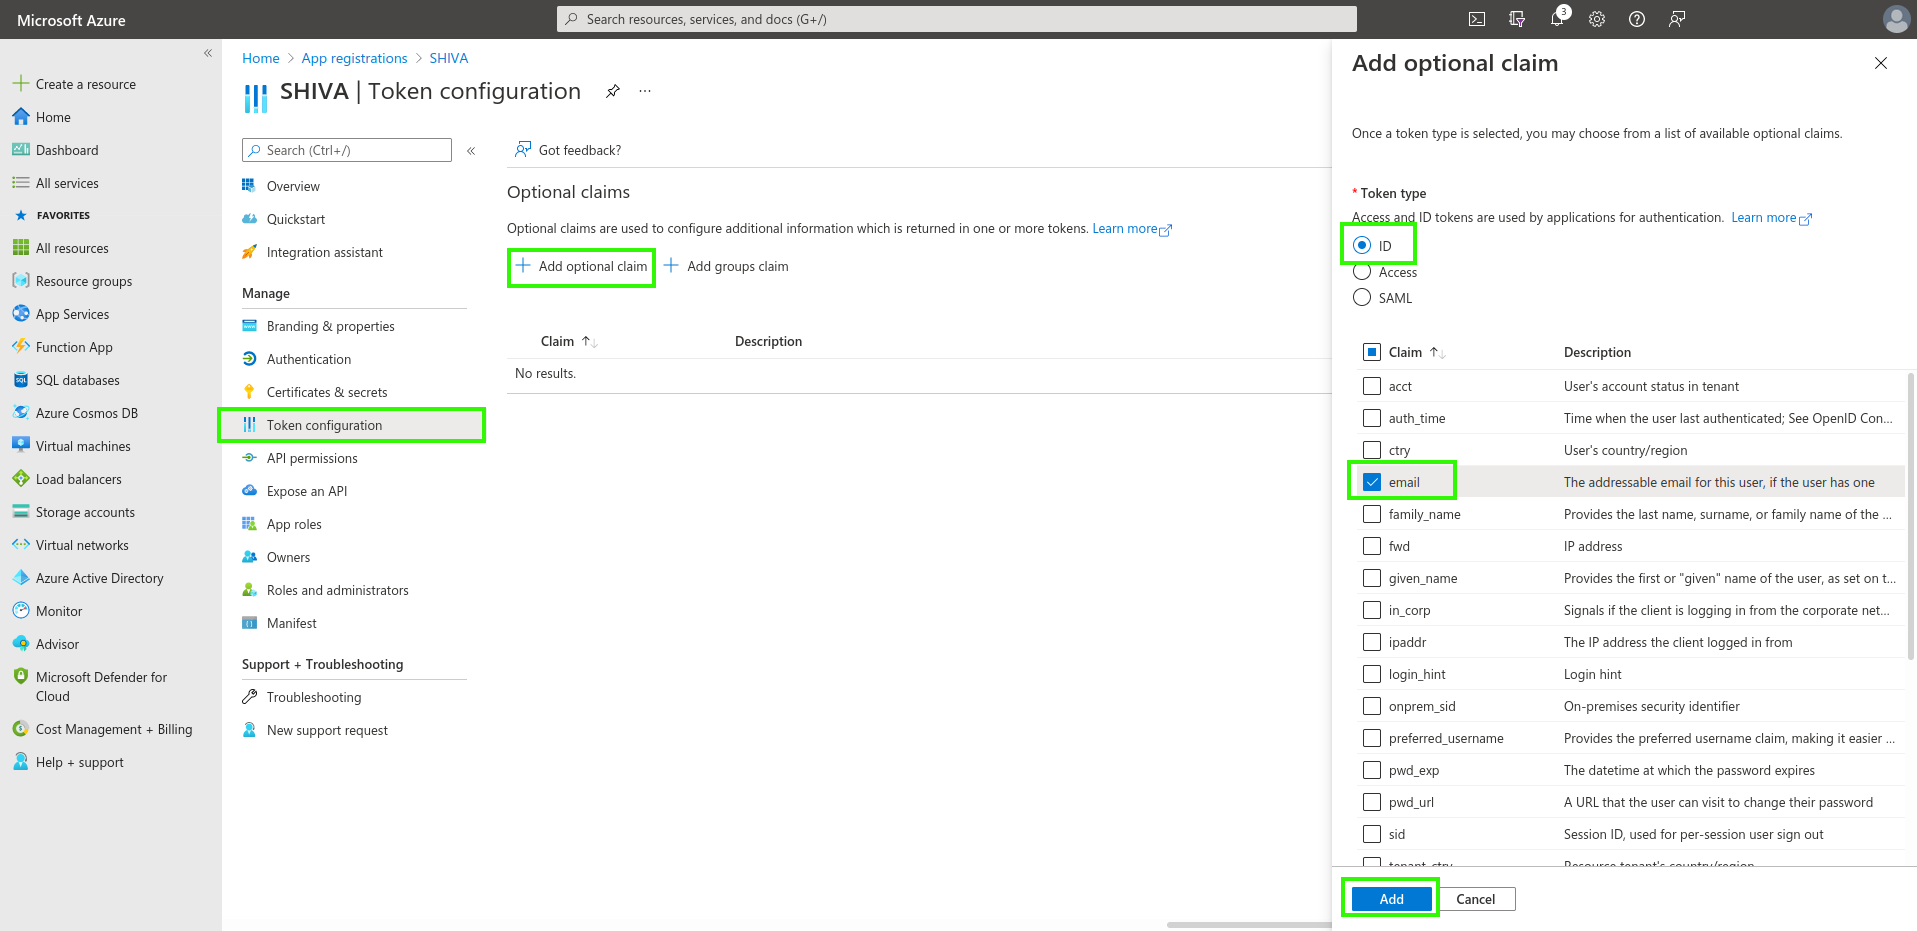 Microsoft Azure
Search resources, services, and docs (G+/)
3
Create a resource
Home
Dashboard
All services
FAVORITES
All resources
Resource groups
App Services
Function App
SQL databases
Azure Cosmos DB
Virtual machines
Load balancers
Storage accounts
Virtual networks
Azure Active Directory
Monitor
Advisor
Microsoft Defender for
Cloud
Cost Management + Billing
Help + support
Home > App registrations > SHIVA
SHIVA | Token configuration
Search (Ctrl+/)
Overview
Quickstart
Integration assistant
Manage
Branding & properties
Authentication
Certificates & secrets
Token configuration
API permissions
Expose an API
App roles
Owners
Roles and administrators
Manifest
Support + Troubleshooting
Troubleshooting
New support request
Got feedback?
Optional claims
Optional claims are used to configure additional information which is returned in one or more tokens. Learn more
Add optional claim Add groups claim
Claim Description
No results.
Add optional claim
Once a token type is selected, you may choose from a list of available optional claims.
* Token type
Access and ID tokens are used by applications for authentication. Learn more
ID
Access
SAML
Claim Description
acct User's account status in tenant
auth_time Time when the user last authenticated; See OpenID Con...
ctry User's country/region
email The addressable email for this user, if the user has one
family_name Provides the last name, surname, or family name of the ...
fwd IP address
given_name Provides the first or "given" name of the user, as set on t...
in_corp Signals if the client is logging in from the corporate net...
ipaddr The IP address the client logged in from
login_hint Login hint
onprem_sid On-premises security identifier
preferred_username Provides the preferred username claim, making it easier ...
pwd_exp The datetime at which the password expires
pwd_url A URL that the user can visit to change their password
sid Session ID, used for per-session user sign out
tenant_ctry Resource tenant's country/region
Add Cancel